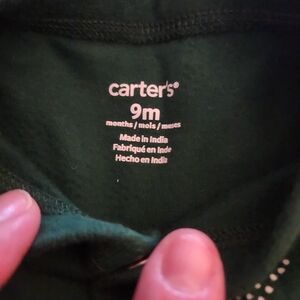 carter's®
9m
months / mois / meses
Made in India
Fabriqué en Inde
Hecho en India